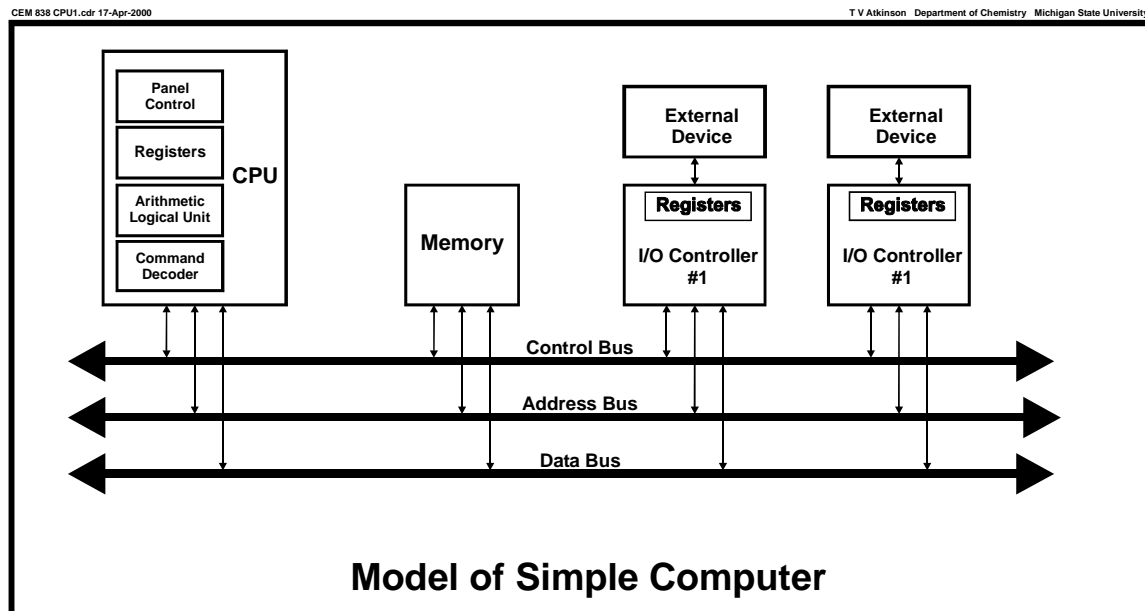 CEM 838 CPU1.cdr 17-Apr-2000
T V Atkinson Department of Chemistry Michigan State University
Panel
Control
Registers
CPU
Arithmetic
Logical Unit
Command
Decoder
Memory
External
Device
Registers
I/O Controller
#1
External
Device
Registers
I/O Controller
#1
Control Bus
Address Bus
Data Bus
Model of Simple Computer